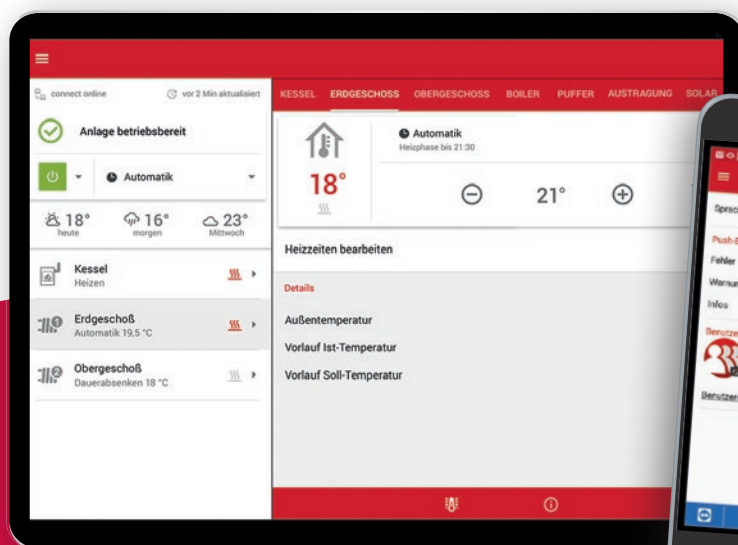 connect online
vor 2 Min aktualisiert
Anlage betriebsbereit
Automatik
18°
16°
23°
heute
morgen
Mittwoch
Kessel
Heizen
1
Erdgeschoß
Automatik 19,5 °C
2
Obergeschoß
Dauerabsenken 18 °C
KESSEL ERDGESCHOSS OBERGESCHOSS BOILER PUFFER AUSTRAGUNG SOLAR
Automatik
Heizphase bis 21:30
18°
21°
Heizzeiten bearbeiten
Details
Außentemperatur
Vorlauf Ist-Temperatur
Vorlauf Soll-Temperatur
Fehler
Infos